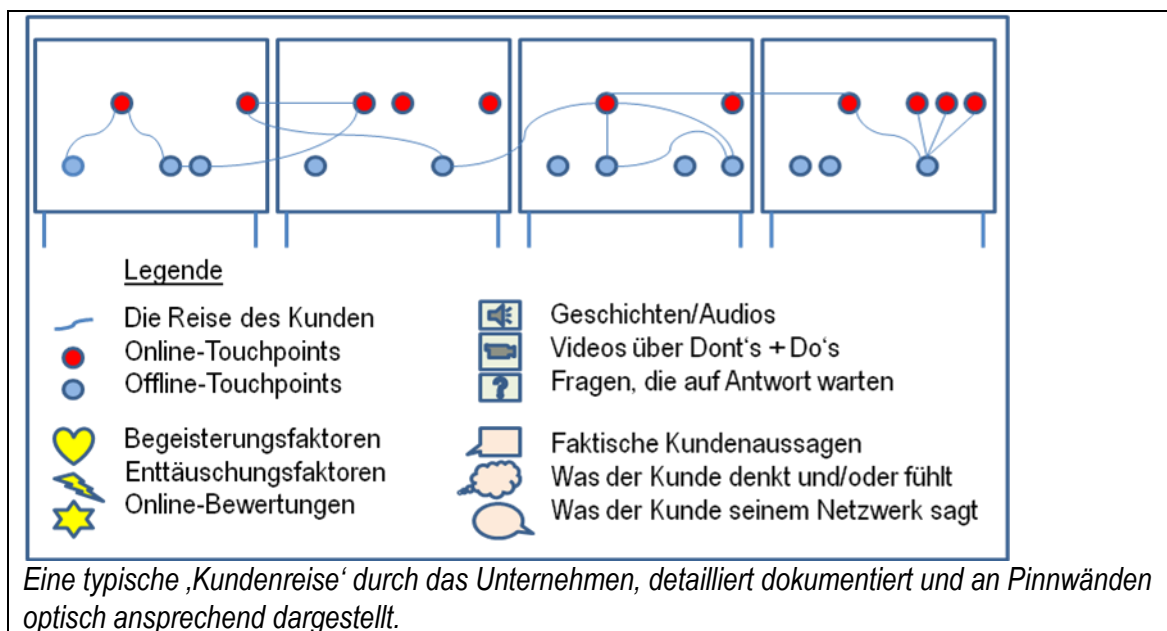 Legende
Die Reise des Kunden
Online-Touchpoints
Offline-Touchpoints
Begeisterungsfaktoren
Enttäuschungsfaktoren
Online-Bewertungen
Geschichten/Audios
Videos über Dont's + Do's
?
Fragen, die auf Antwort warten
Faktische Kundenaussagen
Was der Kunde denkt und/oder fühlt
Was der Kunde seinem Netzwerk sagt
Eine typische ‚Kundenreise‘ durch das Unternehmen, detailliert dokumentiert und an Pinnwänden
optisch ansprechend dargestellt.